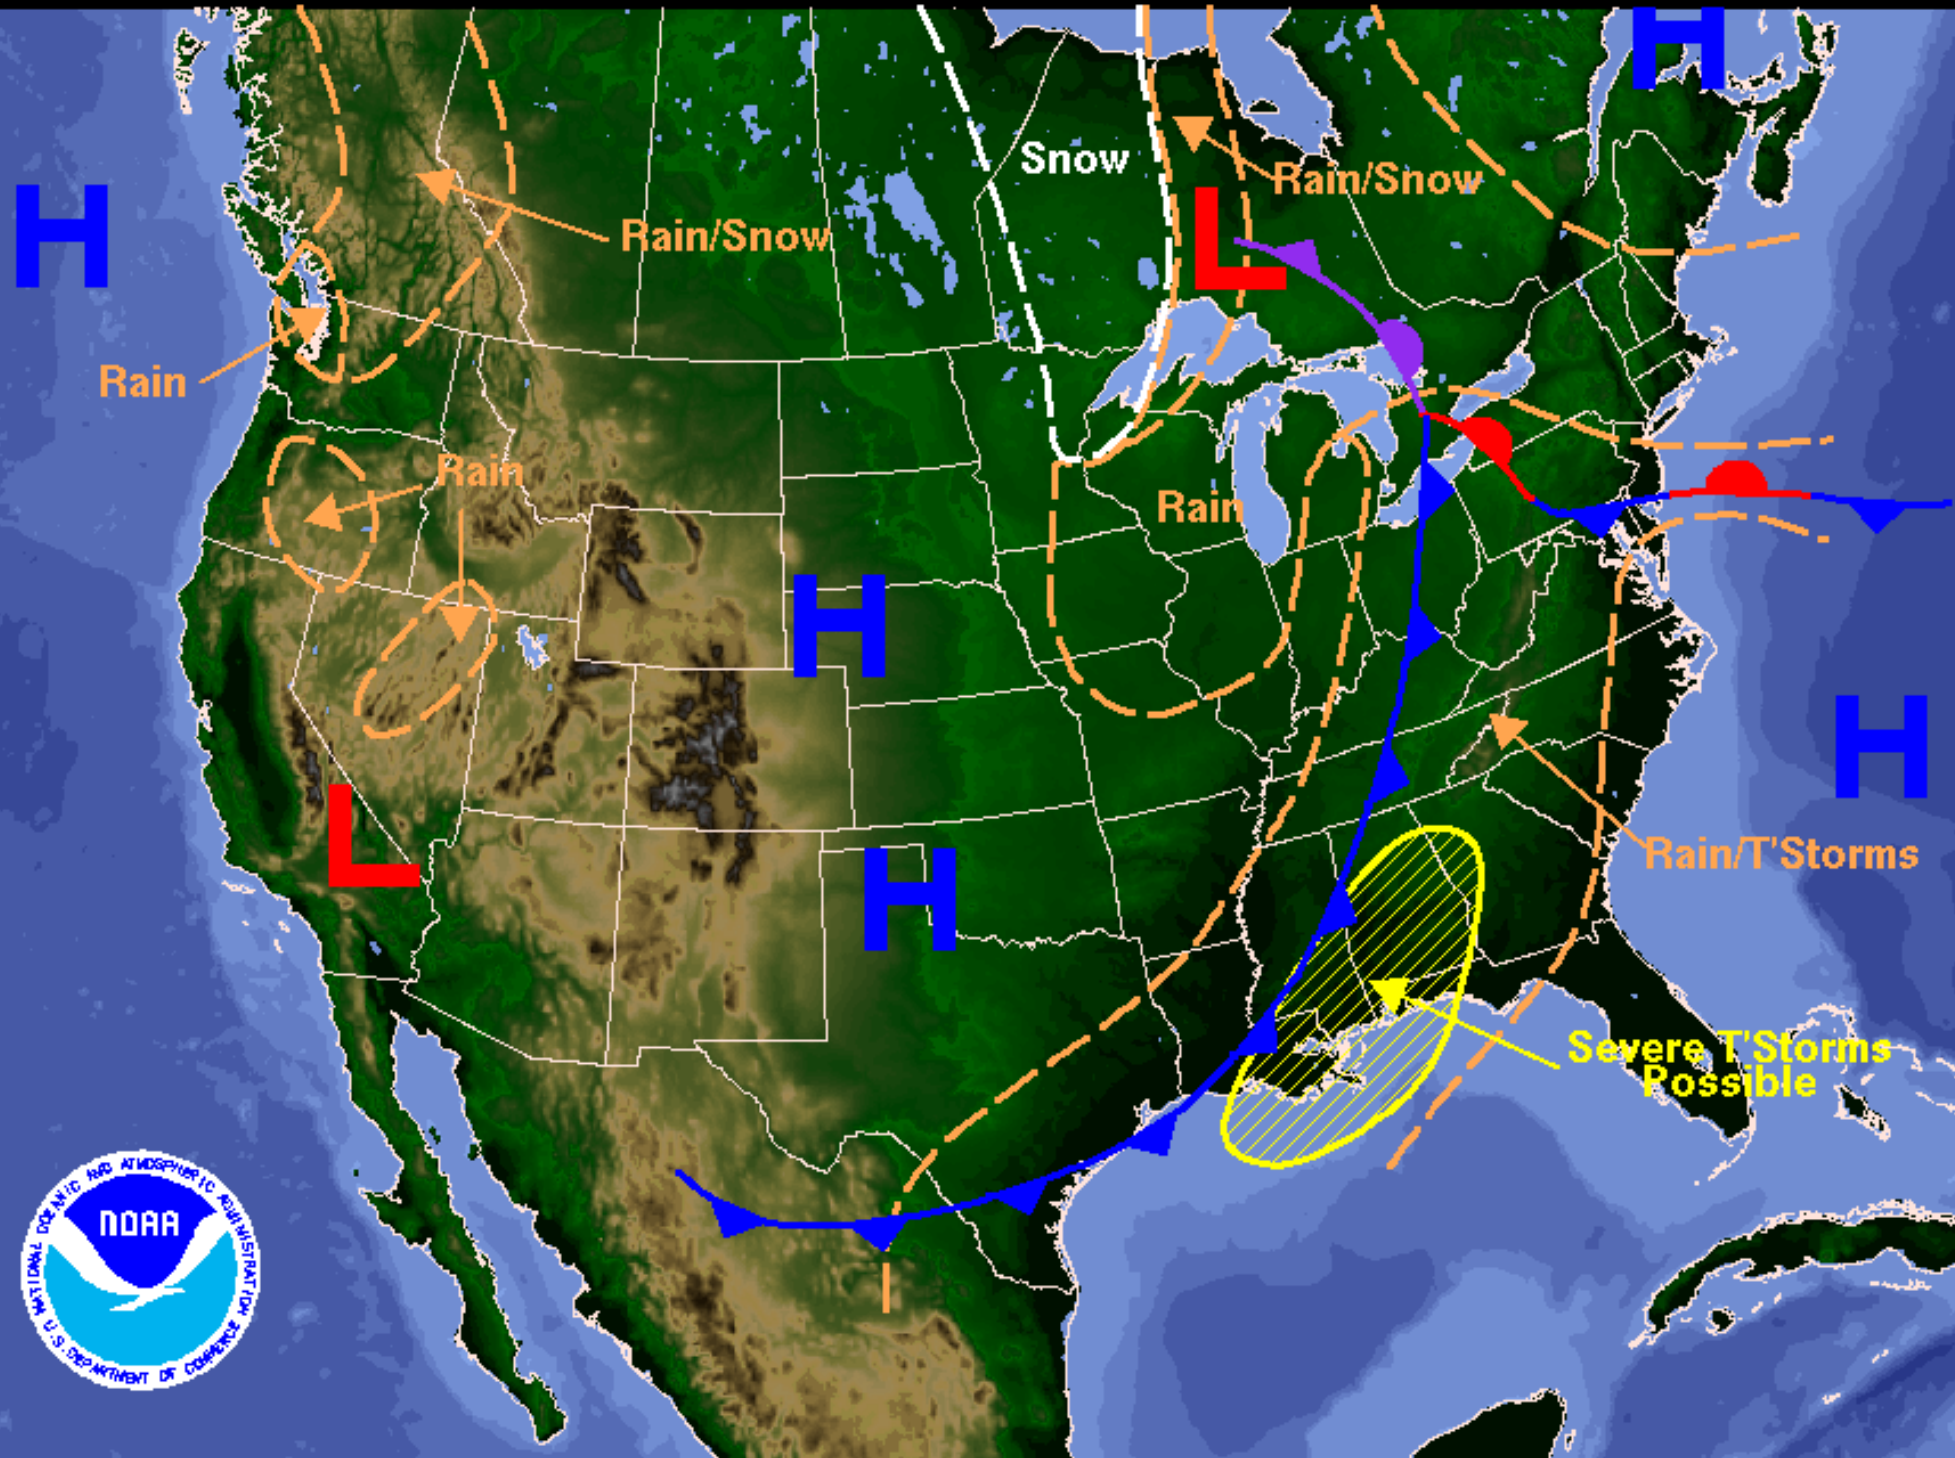 H
Snow
Rain/Snow
H
Rain/Snow
L
Rain
Rain
Rain
H
H
L
Rain/T'Storms
H
Severe T'Storms
Possible
NATIONAL OCEANIC AND ATMOSPHERIC ADMINISTRATION
NOAA
U.S. DEPARTMENT OF COMMERCE